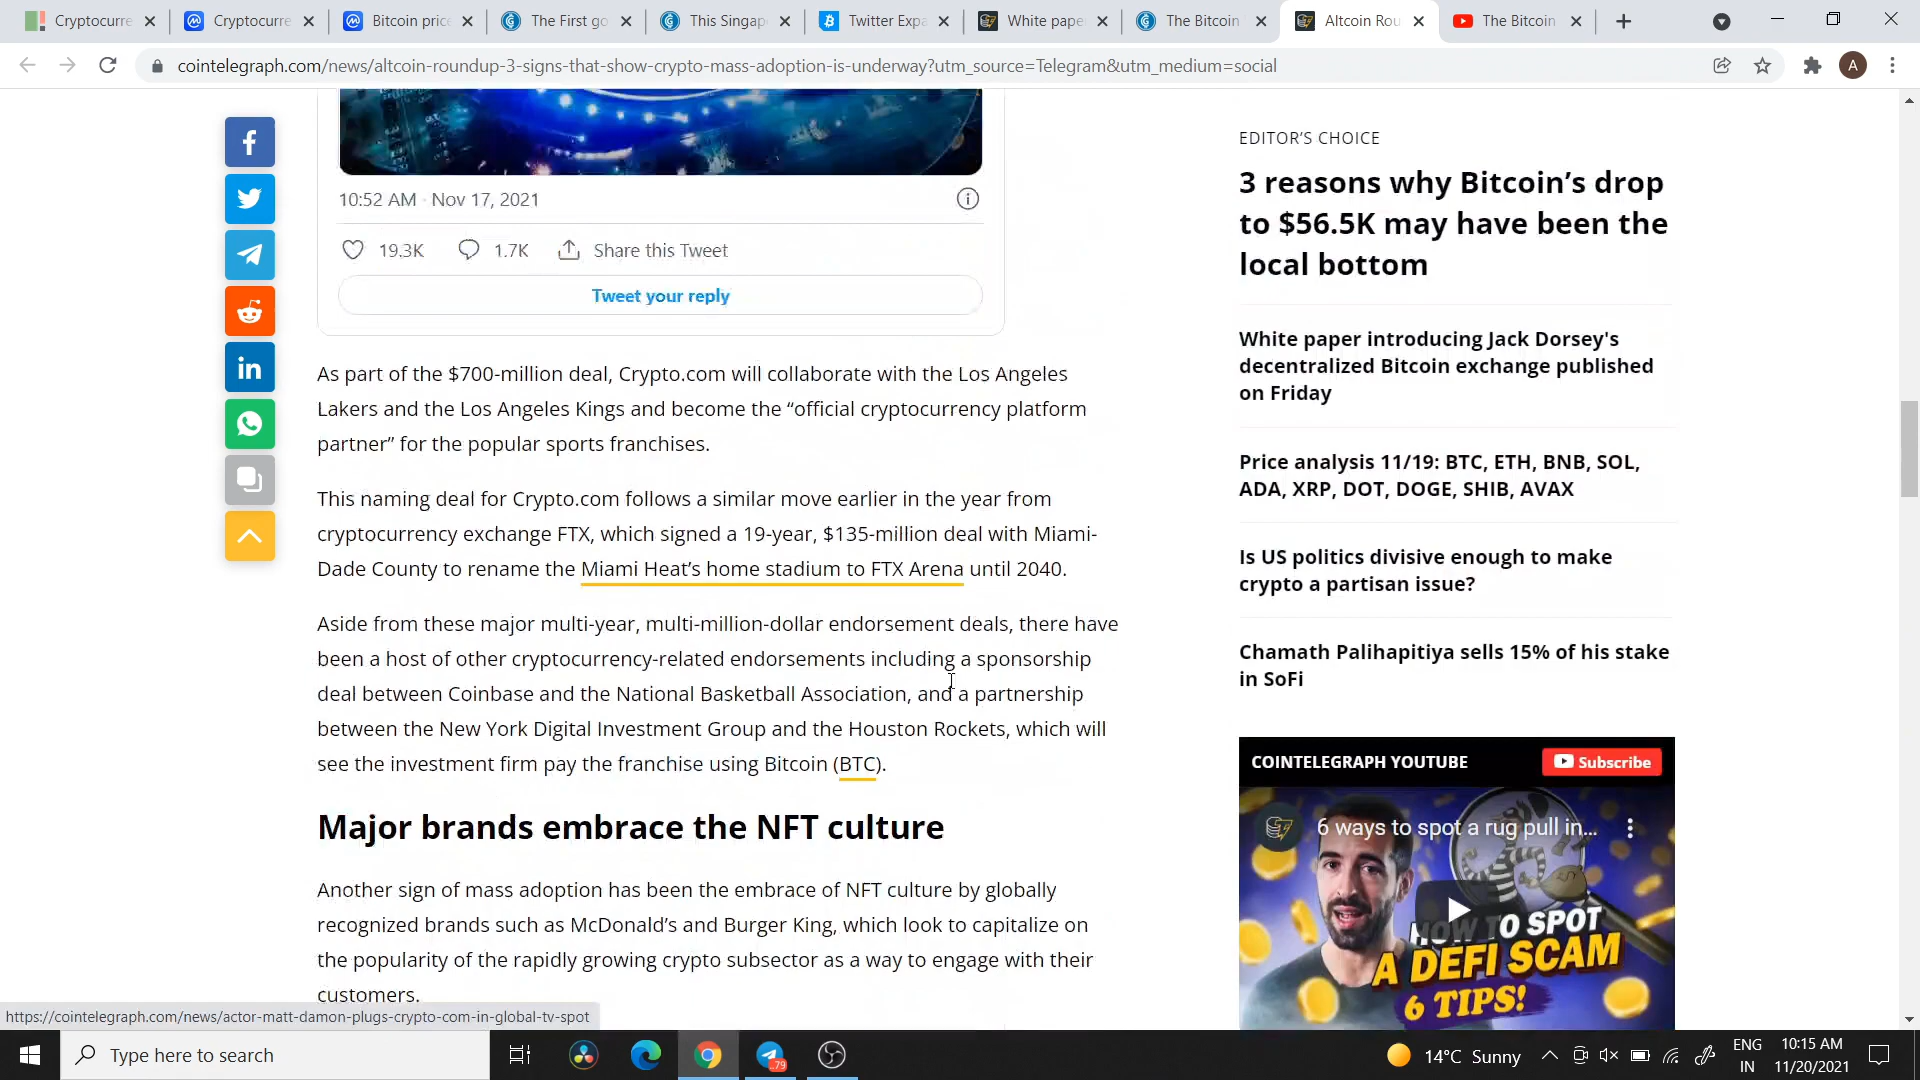 Cryptocurre
Cryptocurre
Bitcoin price
The First go
This Singap
Twitter Expa
White pape
The Bitcoin
Altcoin Rou
The Bitcoin
cointelegraph.com/news/altcoin-roundup-3-signs-that-show-crypto-mass-adoption-is-underway?utm_source=Telegram&utm_medium=social
A
10:52 AM · Nov 17, 2021
19.3K 1.7K Share this Tweet
Tweet your reply
As part of the $700-million deal, Crypto.com will collaborate with the Los Angeles
Lakers and the Los Angeles Kings and become the “official cryptocurrency platform
partner” for the popular sports franchises.
This naming deal for Crypto.com follows a similar move earlier in the year from
cryptocurrency exchange FTX, which signed a 19-year, $135-million deal with Miami-
Dade County to rename the Miami Heat’s home stadium to FTX Arena until 2040.
Aside from these major multi-year, multi-million-dollar endorsement deals, there have
been a host of other cryptocurrency-related endorsements including a sponsorship
deal between Coinbase and the National Basketball Association, and a partnership
between the New York Digital Investment Group and the Houston Rockets, which will
see the investment firm pay the franchise using Bitcoin (BTC).
Major brands embrace the NFT culture
Another sign of mass adoption has been the embrace of NFT culture by globally
recognized brands such as McDonald’s and Burger King, which look to capitalize on
the popularity of the rapidly growing crypto subsector as a way to engage with their
customers.
EDITOR’S CHOICE
3 reasons why Bitcoin’s drop
to $56.5K may have been the
local bottom
White paper introducing Jack Dorsey's
decentralized Bitcoin exchange published
on Friday
Price analysis 11/19: BTC, ETH, BNB, SOL,
ADA, XRP, DOT, DOGE, SHIB, AVAX
Is US politics divisive enough to make
crypto a partisan issue?
Chamath Palihapitiya sells 15% of his stake
in SoFi
COINTELEGRAPH YOUTUBE
Subscribe
6 ways to spot a rug pull in...
HOW TO SPOT
A DEFI SCAM
6 TIPS!
https://cointelegraph.com/news/actor-matt-damon-plugs-crypto-com-in-global-tv-spot
Type here to search
79
14°C Sunny
ENG
IN
10:15 AM
11/20/2021